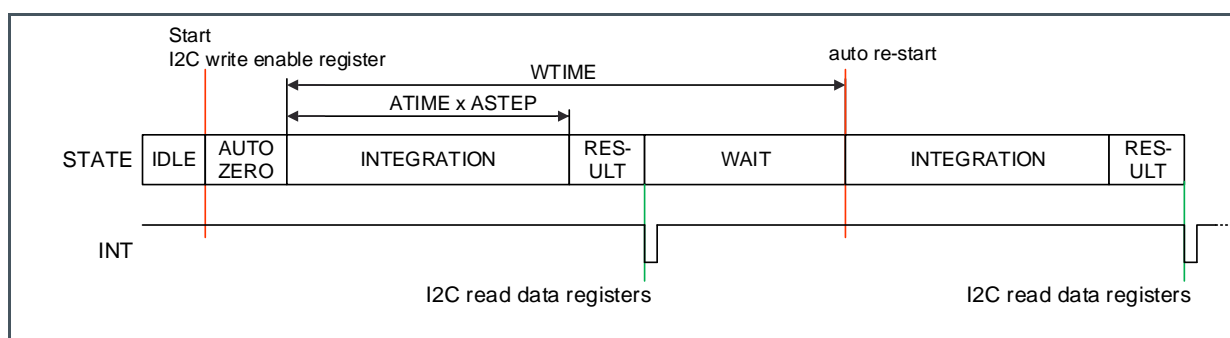 Start
I2C write enable register
auto re-start
WTIME
ATIME x ASTEP
STATE
IDLE
AUTO
ZERO
INTEGRATION
RES-
ULT
WAIT
INTEGRATION
RES-
ULT
INT
I2C read data registers
I2C read data registers